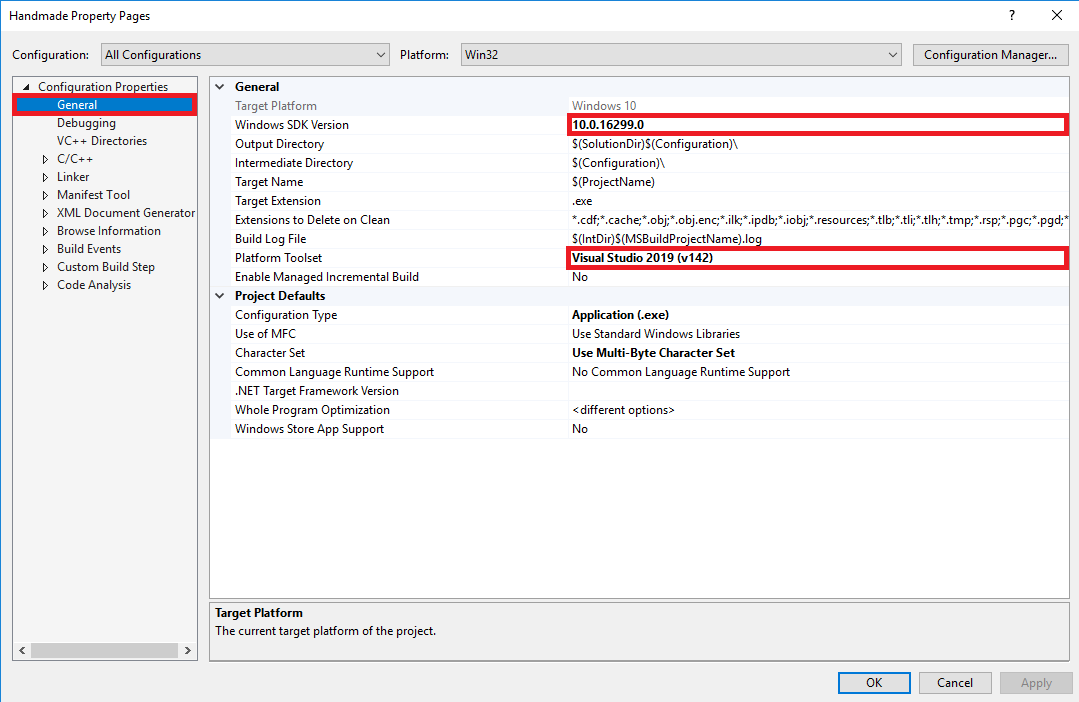 Handmade Property Pages
?
Configuration: All Configurations Platform: Win32 Configuration Manager...
Configuration Properties
General
Debugging
VC++ Directories
C/C++
Linker
Manifest Tool
XML Document Generator
Browse Information
Build Events
Custom Build Step
Code Analysis
General
Target Platform Windows 10
Windows SDK Version 10.0.16299.0
Output Directory $(SolutionDir)$(Configuration)\
Intermediate Directory $(Configuration)\
Target Name $(ProjectName)
Target Extension .exe
Extensions to Delete on Clean *.cdf;*.cache;*.obj;*.obj.enc;*.ilk;*.ipdb;*.iobj;*.resources;*.tlb;*.tli;*.tlh;*.tmp;*.rsp;*.pgc;*.pgd;*
Build Log File $(IntDir)$(MSBuildProjectName).log
Platform Toolset Visual Studio 2019 (v142)
Enable Managed Incremental Build No
Project Defaults
Configuration Type Application (.exe)
Use of MFC Use Standard Windows Libraries
Character Set Use Multi-Byte Character Set
Common Language Runtime Support No Common Language Runtime Support
.NET Target Framework Version
Whole Program Optimization <different options>
Windows Store App Support No
Target Platform
The current target platform of the project.
OK Cancel Apply